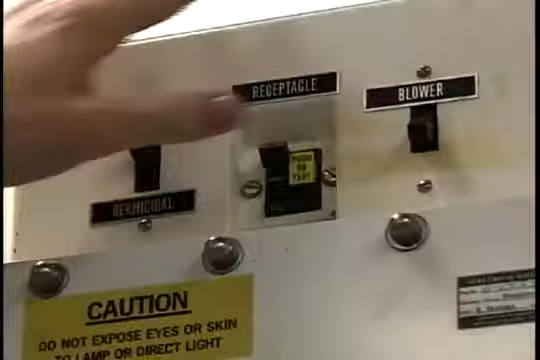 RECEPTACLE
BLOWER
PUSH
TO
TEST
GERMICIDAL
CAUTION
DO NOT EXPOSE EYES OR SKIN
TO LAMP OR DIRECT LIGHT